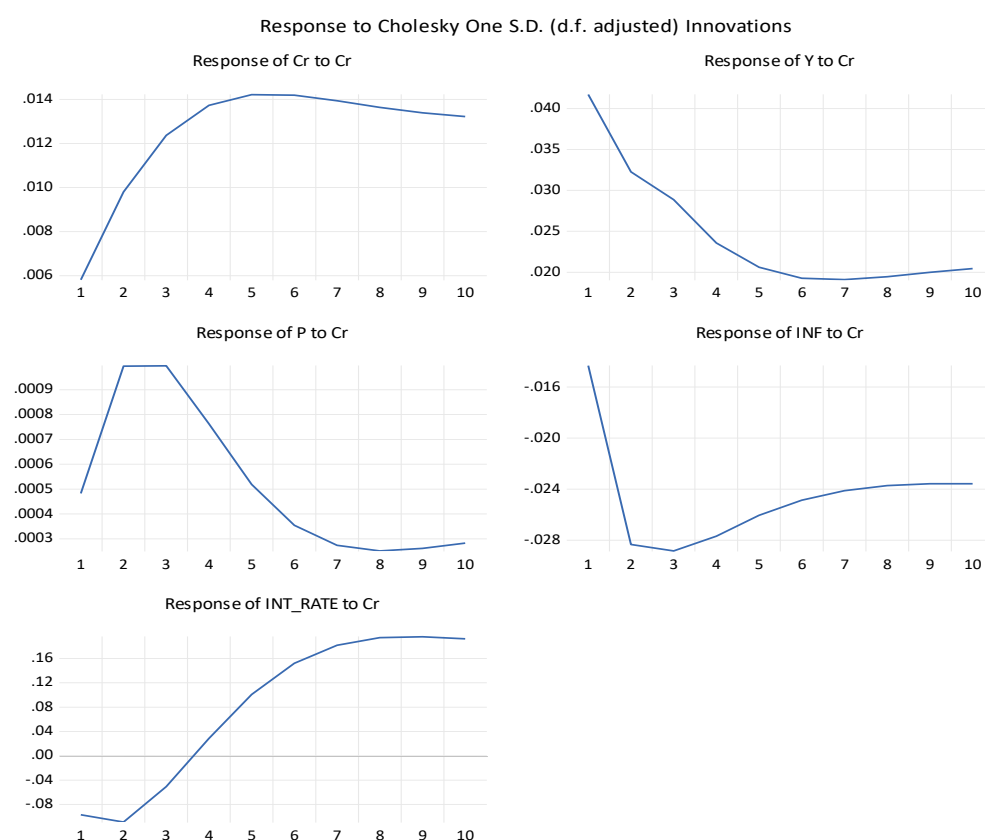 Response to Cholesky One S.D. (d.f. adjusted) Innovations
Response of Cr to Cr
.014
.012
.010
.008
.006
1 2 3 4 5 6 7 8 9 10
Response of Y to Cr
.040
.035
.030
.025
.020
1 2 3 4 5 6 7 8 9 10
Response of P to Cr
.0009
.0008
.0007
.0006
.0005
.0004
.0003
1 2 3 4 5 6 7 8 9 10
Response of INF to Cr
-.016
-.020
-.024
-.028
1 2 3 4 5 6 7 8 9 10
Response of INT_RATE to Cr
.16
.12
.08
.04
.00
-.04
-.08
1 2 3 4 5 6 7 8 9 10